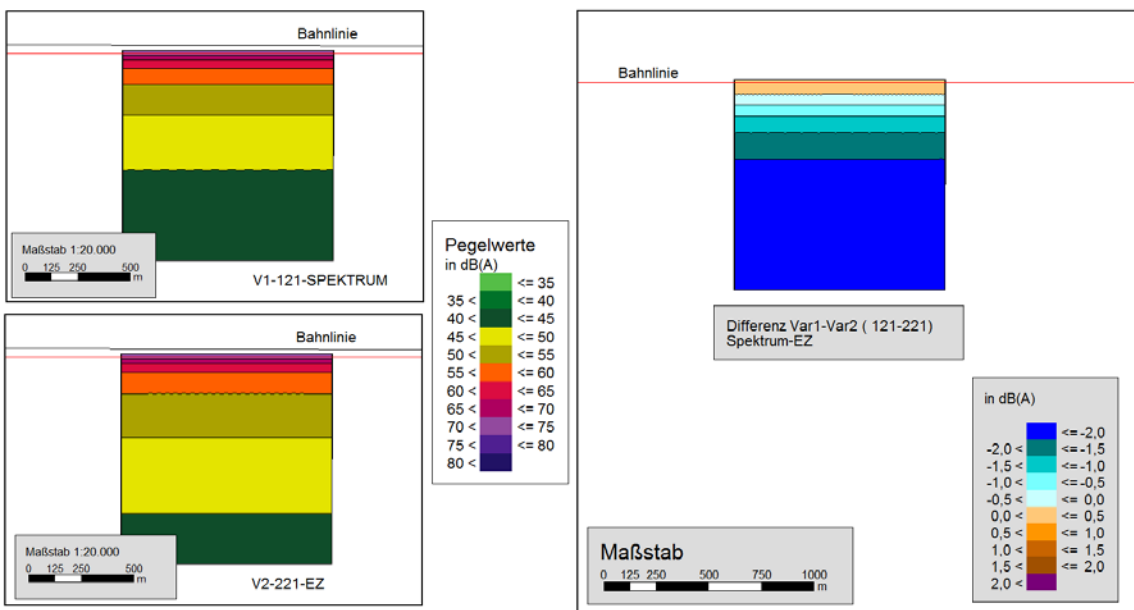 Bahnlinie
Maßstab 1:20.000
0 125 250 500
m
V1-121-SPEKTRUM
Bahnlinie
Maßstab 1:20.000
0 125 250 500
m
V2-221-EZ
Pegelwerte
in dB(A)
<= 35
35 < <= 40
40 < <= 45
45 < <= 50
50 < <= 55
55 < <= 60
60 < <= 65
65 < <= 70
70 < <= 75
75 < <= 80
80 <
Bahnlinie
Differenz Var1-Var2 ( 121-221)
Spektrum-EZ
in dB(A)
<= -2,0
-2,0 < <= -1,5
-1,5 < <= -1,0
-1,0 < <= -0,5
-0,5 < <= 0,0
0,0 < <= 0,5
0,5 < <= 1,0
1,0 < <= 1,5
1,5 < <= 2,0
2,0 <
Maßstab
0 125 250 500 750 1000
m